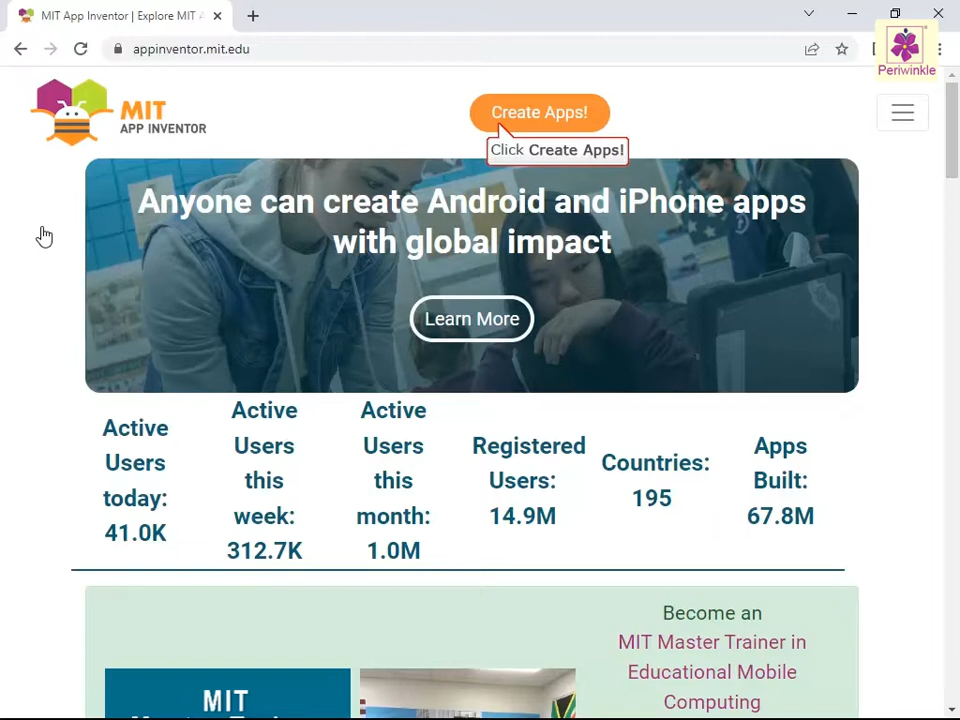 MIT App Inventor | Explore MIT A
appinventor.mit.edu
Periwinkle
MIT
APP INVENTOR
Create Apps!
Click Create Apps!
Anyone can create Android and iPhone apps
with global impact
Learn More
Active
Users
today:
41.0K
Active
Users
this
week:
312.7K
Active
Users
this
month:
1.0M
Registered
Users:
14.9M
Countries:
195
Apps
Built:
67.8M
MIT
Become an
MIT Master Trainer in
Educational Mobile
Computing